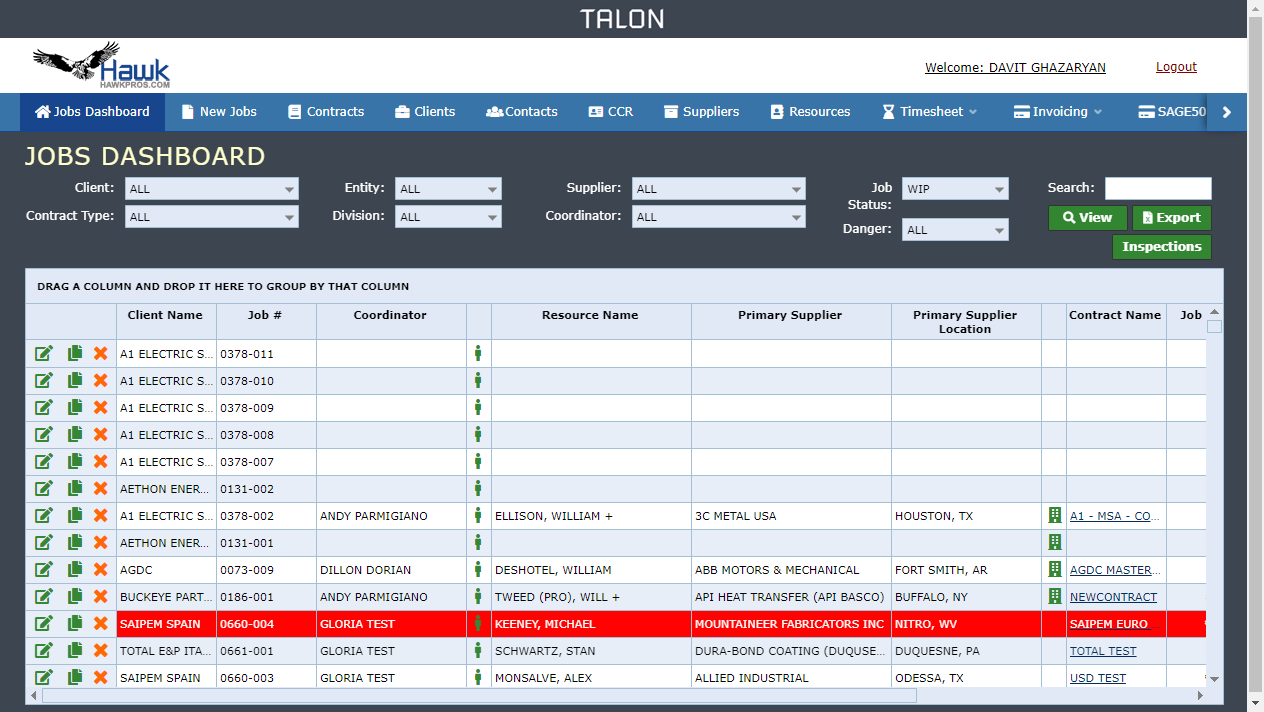 TALON
Hawk
HAWKPROS.COM
Welcome: DAVIT GHAZARYAN
Logout
Jobs Dashboard New Jobs Contracts Clients Contacts CCR Suppliers Resources Timesheet Invoicing SAGE50
JOBS DASHBOARD
Client: ALL Entity: ALL Supplier: ALL Job Status: WIP Search:
Contract Type: ALL Division: ALL Coordinator: ALL Danger: ALL View Export
Inspections
DRAG A COLUMN AND DROP IT HERE TO GROUP BY THAT COLUMN
Client Name Job # Coordinator Resource Name Primary Supplier Primary Supplier Location Contract Name Job
A1 ELECTRIC S... 0378-011
A1 ELECTRIC S... 0378-010
A1 ELECTRIC S... 0378-009
A1 ELECTRIC S... 0378-008
A1 ELECTRIC S... 0378-007
AETHON ENER... 0131-002
A1 ELECTRIC S... 0378-002 ANDY PARMIGIANO ELLISON, WILLIAM + 3C METAL USA HOUSTON, TX A1 - MSA - CO...
AETHON ENER... 0131-001
AGDC 0073-009 DILLON DORIAN DESHOTEL, WILLIAM ABB MOTORS & MECHANICAL FORT SMITH, AR AGDC MASTER...
BUCKEYE PART... 0186-001 ANDY PARMIGIANO TWEED (PRO), WILL + API HEAT TRANSFER (API BASCO) BUFFALO, NY NEWCONTRACT
SAIPEM SPAIN 0660-004 GLORIA TEST KEENEY, MICHAEL MOUNTAINEER FABRICATORS INC NITRO, WV SAIPEM EURO
TOTAL E&P ITA... 0661-001 GLORIA TEST SCHWARTZ, STAN DURA-BOND COATING (DUQUSE... DUQUESNE, PA TOTAL TEST
SAIPEM SPAIN 0660-003 GLORIA TEST MONSALVE, ALEX ALLIED INDUSTRIAL ODESSA, TX USD TEST